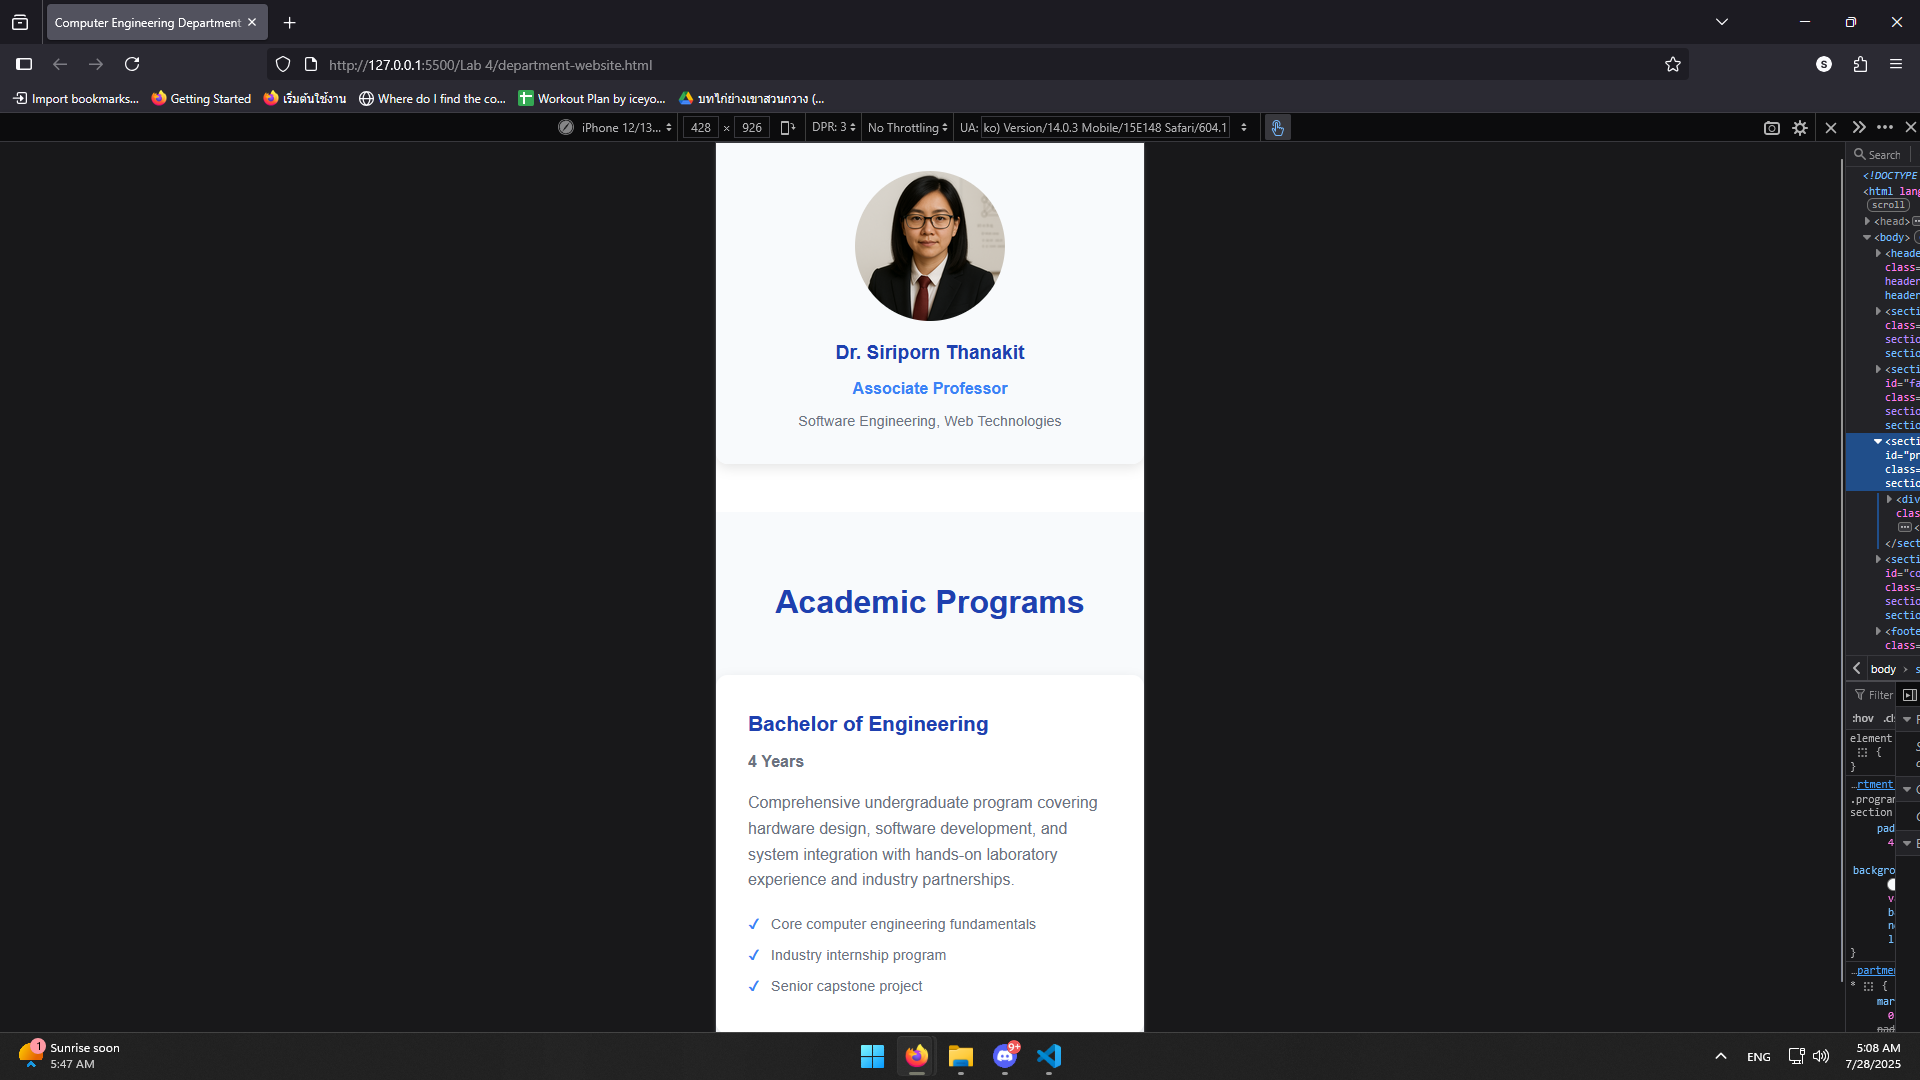 Computer Engineering Department
http://127.0.0.1:5500/Lab 4/department-website.html
S
Import bookmarks...
Getting Started
เริ่มต้นใช้งาน
Where do I find the co...
Workout Plan by iceyo...
บทไก่ย่างเขาสวนกวาง (...
iPhone 12/13...
428 × 926
DPR: 3
No Throttling
UA: ko) Version/14.0.3 Mobile/15E148 Safari/604.1
Search
<!DOCTYPE
<html lang
scroll
<head>
<body>
<heade
class=
header
header
<secti
class=
sectio
sectio
<secti
id="fa
class=
sectio
sectio
<secti
id="pr
class=
sectio
<div
clas
</sect
<secti
id="co
class=
sectio
sectio
<foote
class=
body
Filter
:hov .cl
element
{
}
…rtment
.program
section
pad
4
backgro
v
b
n
l
}
…partme
* {
mar
0
pad
Dr. Siriporn Thanakit
Associate Professor
Software Engineering, Web Technologies
Academic Programs
Bachelor of Engineering
4 Years
Comprehensive undergraduate program covering
hardware design, software development, and
system integration with hands-on laboratory
experience and industry partnerships.
✓ Core computer engineering fundamentals
✓ Industry internship program
✓ Senior capstone project
1
Sunrise soon
5:47 AM
9+
ENG
5:08 AM
7/28/2025